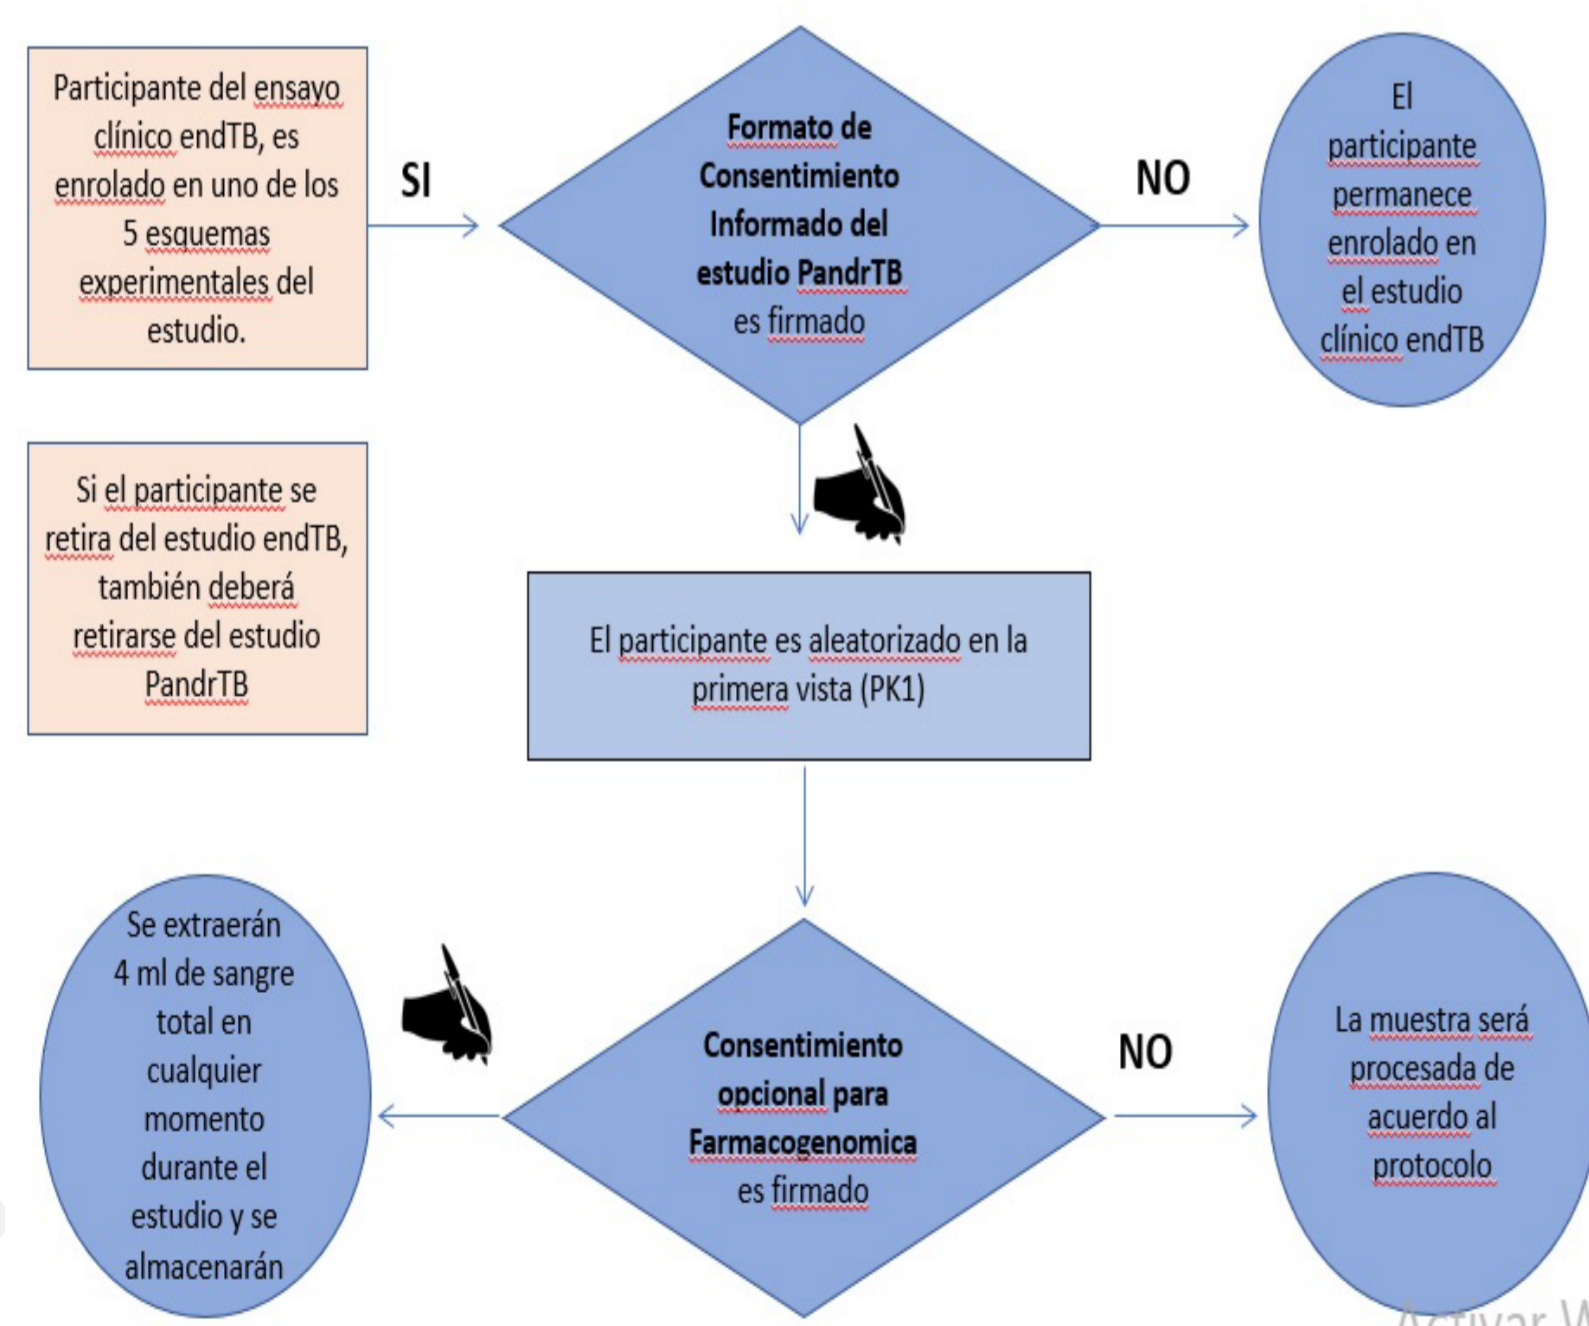 Participante del ensayo
clínico endTB, es
enrolado en uno de los
5 esquemas
experimentales del
estudio.
SI
Formato de
Consentimiento
Informado del
estudio PandrTB
es firmado
NO
El
participante
permanece
enrolado en
el estudio
clínico endTB
Si el participante se
retira del estudio endTB,
también deberá
retirarse del estudio
PandrTB
El participante es aleatorizado en la
primera vista (PK1)
Se extraerán
4 ml de sangre
total en
cualquier
momento
durante el
estudio y se
almacenarán
Consentimiento
opcional para
Farmacogenomica
es firmado
NO
La muestra será
procesada de
acuerdo al
protocolo
Activar W